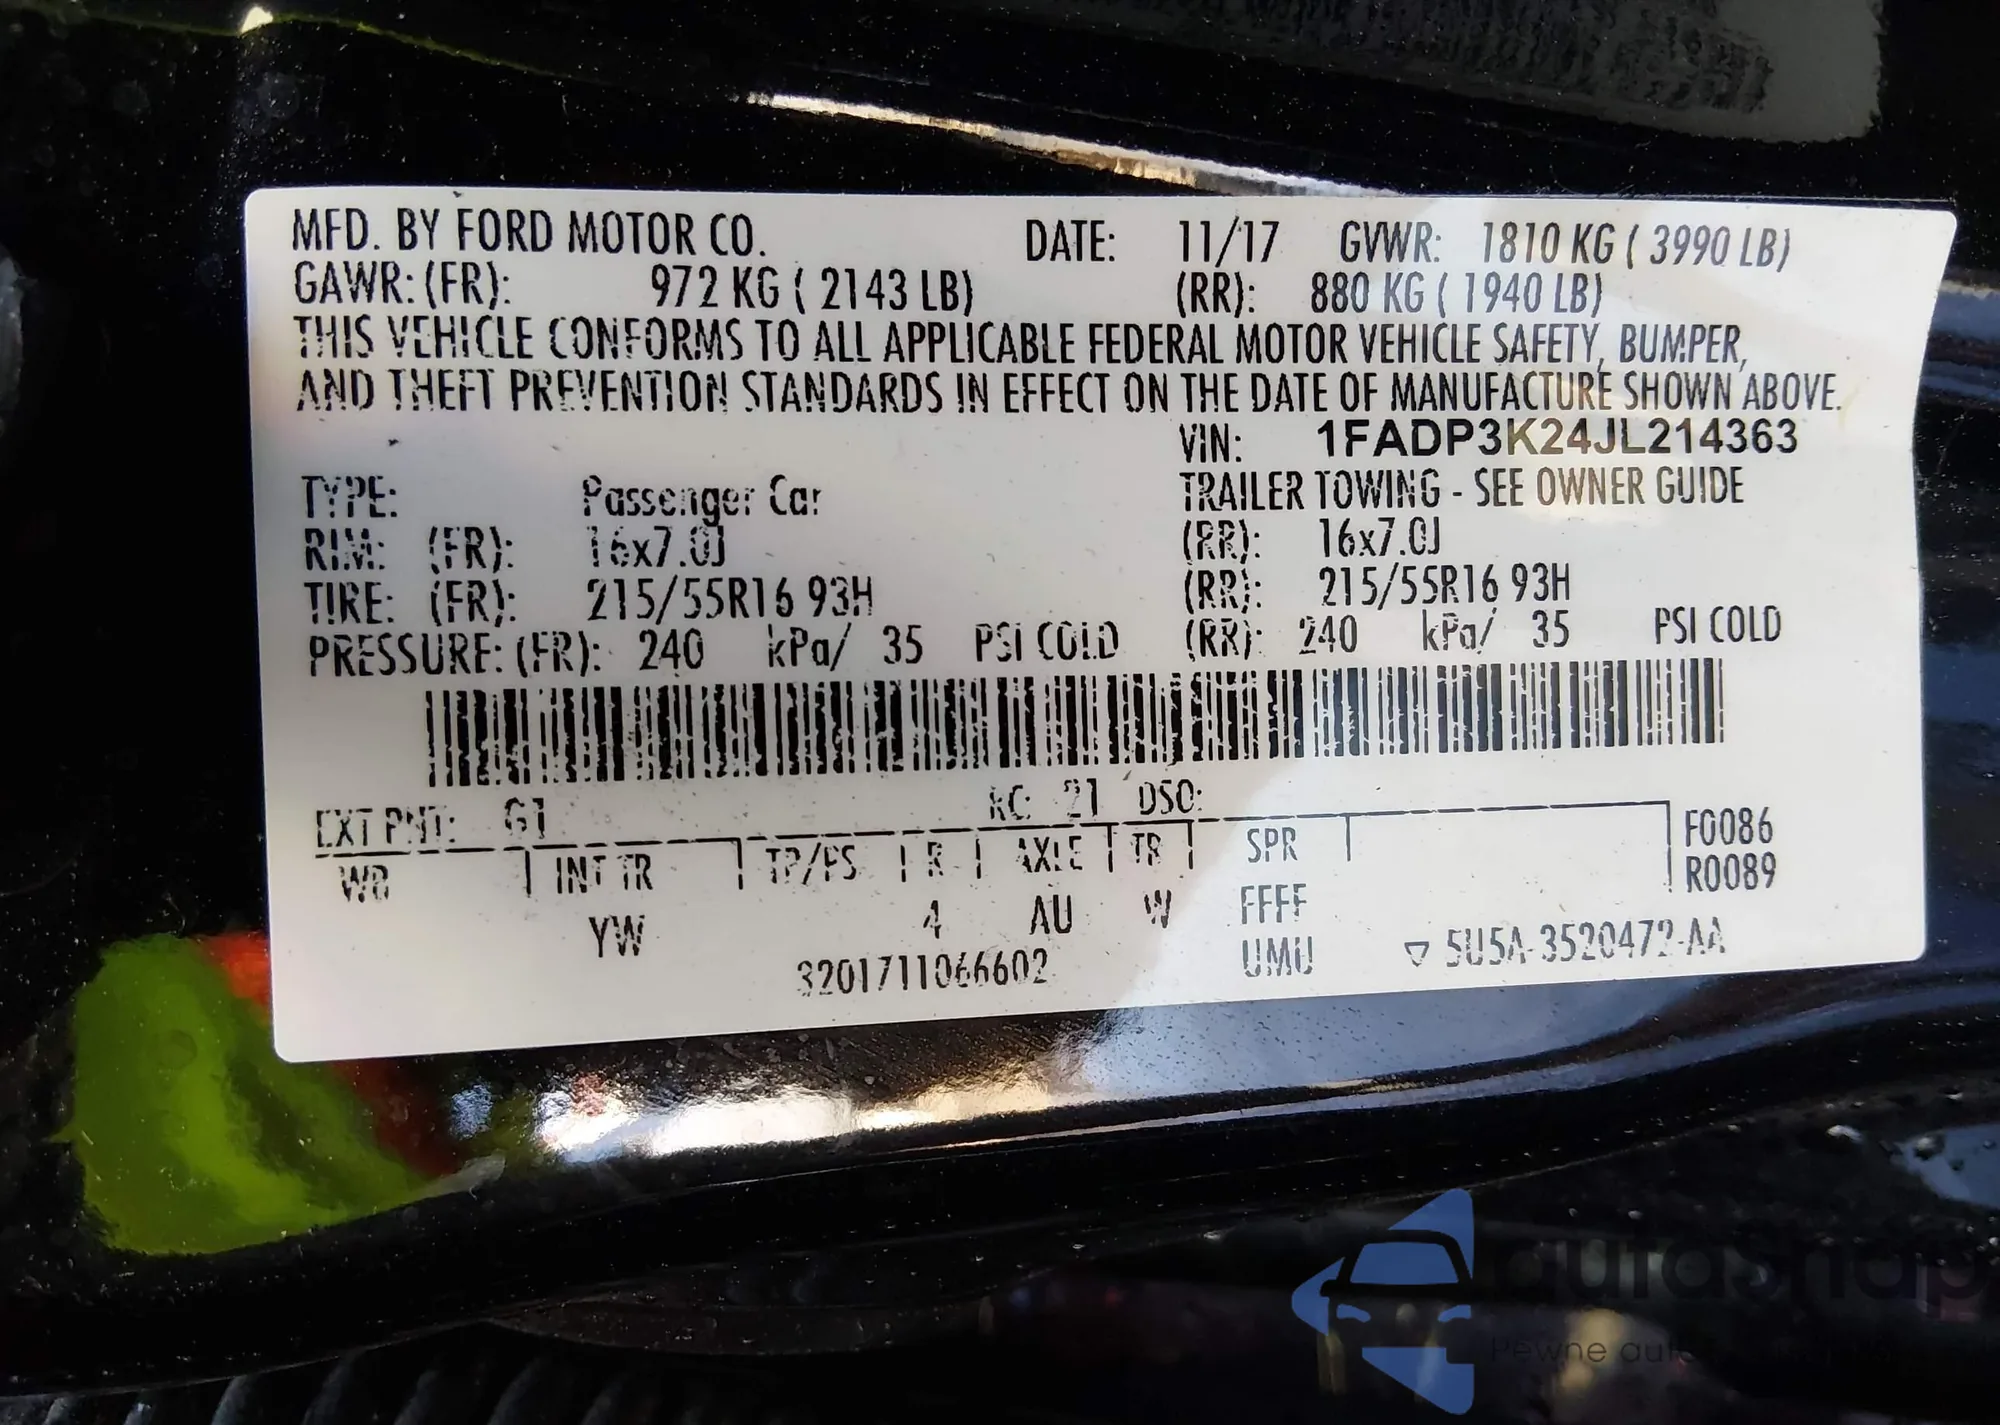 MFD. BY FORD MOTOR CO. DATE: 11/17 GVWR: 1810 KG ( 3990 LB)
GAWR: (FR): 972 KG ( 2143 LB) (RR): 880 KG ( 1940 LB)
THIS VEHICLE CONFORMS TO ALL APPLICABLE FEDERAL MOTOR VEHICLE SAFETY, BUMPER,
AND THEFT PREVENTION STANDARDS IN EFFECT ON THE DATE OF MANUFACTURE SHOWN ABOVE.
VIN: 1FADP3K24JL214363
TYPE: Passenger Car TRAILER TOWING - SEE OWNER GUIDE
RIM: (FR): 16x7.0J (RR): 16x7.0J
TIRE: (FR): 215/55R16 93H (RR): 215/55R16 93H
PRESSURE: (FR): 240 kPa/ 35 PSI COLD (RR): 240 kPa/ 35 PSI COLD
EXT PNT: G1 RC: 21 DSO:
WB INT TR TP/PS R AXLE TR SPR F0086
R0089
YW 4 AU W FFFF
3201711066602 UMU ▽ 5U5A-3520472-AA
autoshap
Pewne